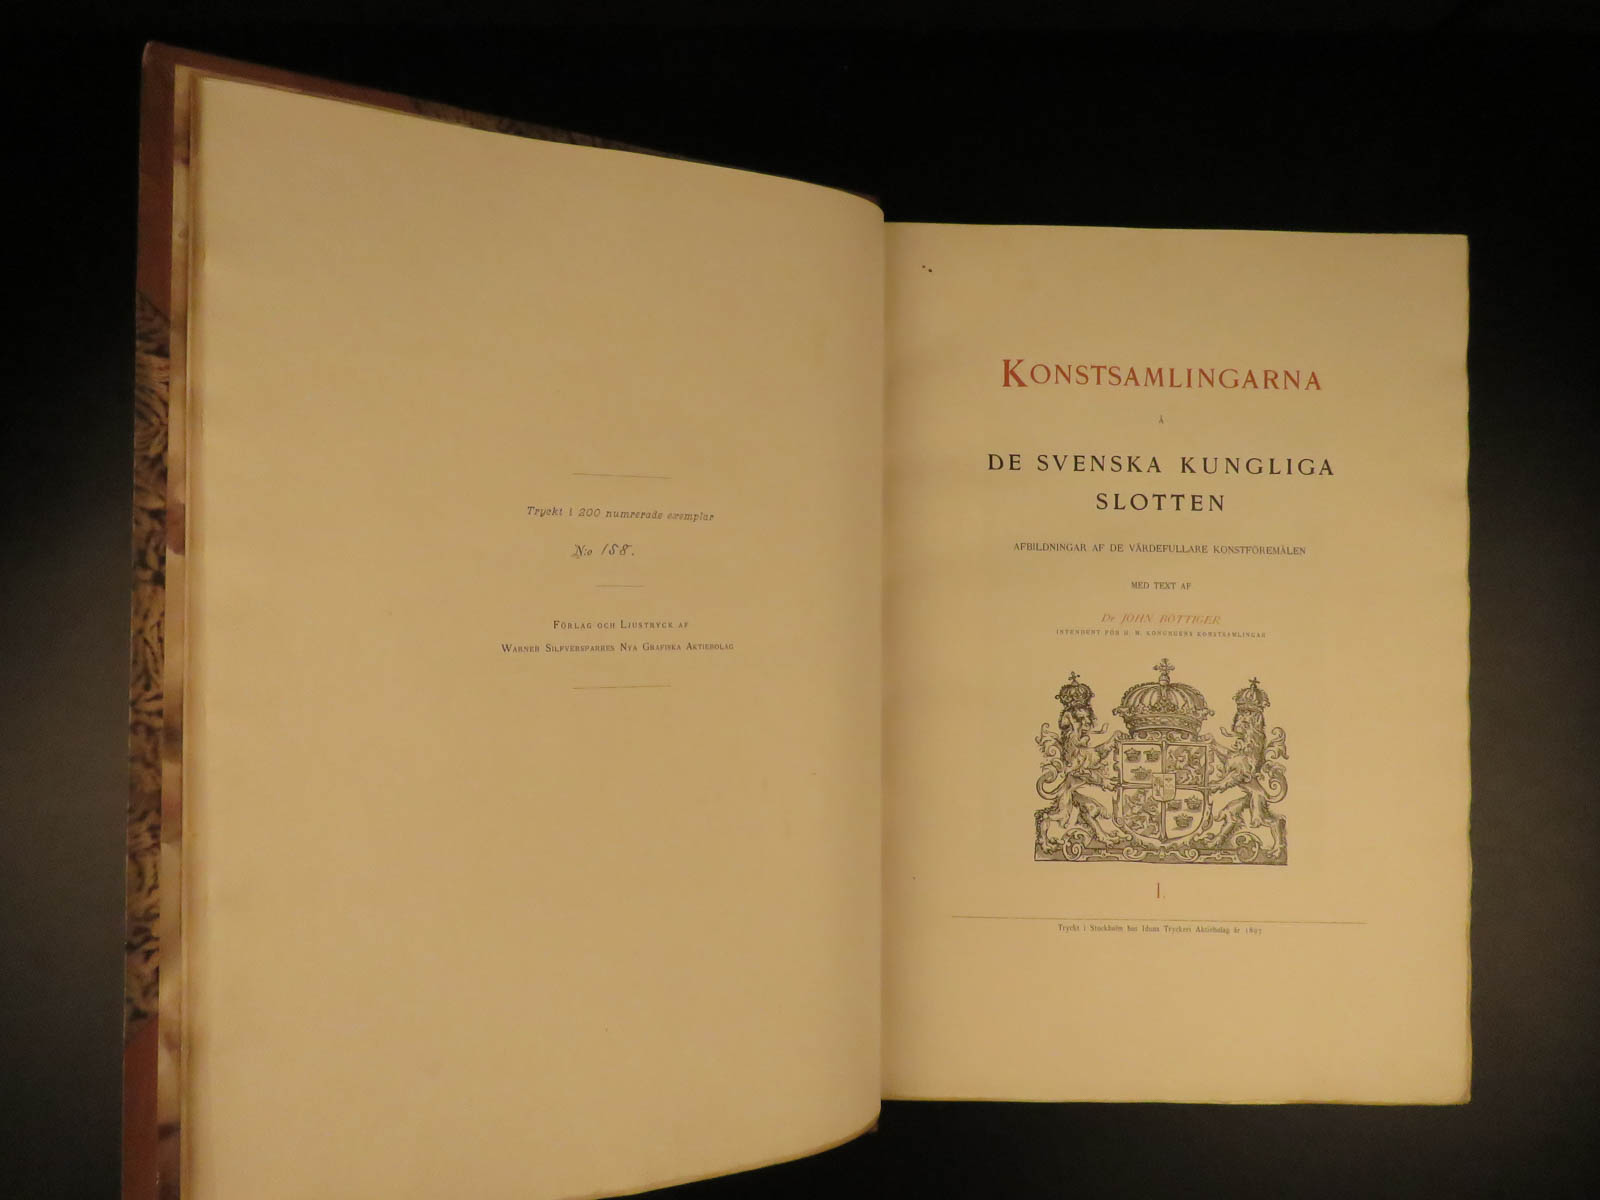 Tryckt i 200 numrerade exemplar
N:o 158.
FÖRLAG OCH LJUSTRYCK AF
WARNER SILFVERSPARRES NYA GRAFISKA AKTIEBOLAG
KONSTSAMLINGARNA
Å
DE SVENSKA KUNGLIGA
SLOTTEN
AFBILDNINGAR AF DE VÄRDEFULLARE KONSTFÖREMÅLEN
MED TEXT AF
Dr JOHN BÖTTIGER
INTENDENT FÖR H. M. KONUNGENS KONSTSAMLINGAR
I.
Tryckt i Stockholm hos Iduns Tryckeri Aktiebolag år 1897